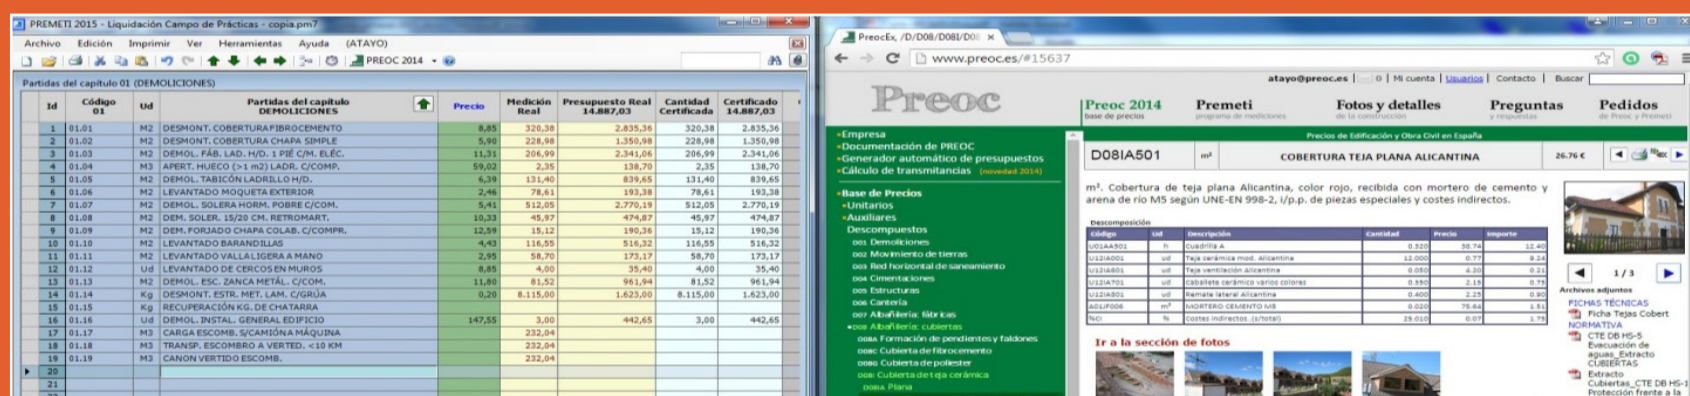 PREMETI 2015 - Liquidación Campo de Prácticas - copia.pm7
Archivo Edición Imprimir Ver Herramientas Ayuda (ATAYO)
PREOC 2014
Partidas del capítulo 01 (DEMOLICIONES)
Id Código 01 Ud Partidas del capítulo DEMOLICIONES Precio Medición Real Presupuesto Real 14.887,03 Cantidad Certificada Certificado 14.887,03
1 01.01 M2 DESMONT. COBERTURAFIBROCEMENTO 8,85 320,38 2.835,36 320,38 2.835,36
2 01.02 M2 DESMONT. COBERTURA CHAPA SIMPLE 5,90 228,98 1.350,98 228,98 1.350,98
3 01.03 M2 DEMOL. FÁB. LAD. H/D. 1 PIÉ C/M. ELÉC. 11,31 206,99 2.341,06 206,99 2.341,06
4 01.04 M3 APERT. HUECO (>1 m2) LADR. C/COMP. 59,02 2,35 138,70 2,35 138,70
5 01.05 M2 DEMOL. TABICÓN LADRILLO H/D. 6,39 131,40 839,65 131,40 839,65
6 01.06 M2 LEVANTADO MOQUETA EXTERIOR 2,46 78,61 193,38 78,61 193,38
7 01.07 M2 DEMOL. SOLERA HORM. POBRE C/COM. 5,41 512,05 2.770,19 512,05 2.770,19
8 01.08 M2 DEM. SOLER. 15/20 CM. RETROMART. 10,33 45,97 474,87 45,97 474,87
9 01.09 M2 DEM. FORJADO CHAPA COLAB. C/COMPR. 12,59 15,12 190,36 15,12 190,36
10 01.10 M2 LEVANTADO BARANDILLAS 4,43 116,55 516,32 116,55 516,32
11 01.11 M2 LEVANTADO VALLA LIGERA A MANO 2,95 58,70 173,17 58,70 173,17
12 01.12 Ud LEVANTADO DE CERCOS EN MUROS 8,85 4,00 35,40 4,00 35,40
13 01.13 M2 DEMOL. ESC. ZANCA METÁL. C/COM. 11,80 81,52 961,94 81,52 961,94
14 01.14 Kg DESMONT. ESTR. MET. LAM. C/GRÚA 0,20 8.115,00 1.623,00 8.115,00 1.623,00
15 01.15 Kg RECUPERACIÓN KG. DE CHATARRA
16 01.16 Ud DEMOL. INSTAL. GENERAL EDIFICIO 147,55 3,00 442,65 3,00 442,65
17 01.17 M3 CARGA ESCOMB. S/CAMIÓN A MÁQUINA 232,04
18 01.18 M3 TRANSP. ESCOMBRO A VERTED. <10 KM 232,04
19 01.19 M3 CANON VERTIDO ESCOMB. 232,04
20
21
PreocEx, /D/D08/D08I/D08
www.preoc.es/#15637
atayo@preoc.es | 0 | Mi cuenta | Usuarios | Contacto | Buscar
Preoc
Preoc 2014 Premeti Fotos y detalles Preguntas Pedidos
base de precios programa de mediciones de la construcción y respuestas de Preoc y Premeti
Empresa
Documentación de PREOC
Generador automático de presupuestos
Cálculo de transmitancias (novedad 2014)
Base de Precios
Unitarios
Auxiliares
Descompuestos
D01 Demoliciones
D02 Movimiento de tierras
D03 Red horizontal de saneamiento
D04 Cimentaciones
D05 Estructuras
D06 Cantería
D07 Albañilería: fábricas
D08 Albañilería: cubiertas
D08A Formación de pendientes y faldones
D08C Cubierta de fibrocemento
D08G Cubierta de poliester
D08I Cubierta de teja cerámica
D08IA Plana
Precios de Edificación y Obra Civil en España
D08IA501 m² COBERTURA TEJA PLANA ALICANTINA 26.76 €
m². Cobertura de teja plana Alicantina, color rojo, recibida con mortero de cemento y
arena de río M5 según UNE-EN 998-2, i/p.p. de piezas especiales y costes indirectos.
Descomposición
Código Ud Descripción Cantidad Precio Importe
U01AA501 h Cuadrilla A 0.320 38.74 12.40
U12IA001 ud Teja cerámica mod. Alicantina 12.000 0.77 9.24
U12IA601 ud Teja ventilación Alicantina 0.050 4.20 0.21
U12IA701 ud Caballete cerámico varios colores 0.350 2.15 0.75
U12IA801 ud Remate lateral Alicantina 0.400 2.25 0.90
A01JF006 m³ MORTERO CEMENTO M5 0.020 75.64 1.51
%CI % Costes indirectos..(s/total) 25.010 0.07 1.75
Ir a la sección de fotos
1/3
Archivos adjuntos
FICHAS TÉCNICAS
Ficha Tejas Cobert
NORMATIVA
CTE DB HS-5
Evacuación de
aguas_Extracto
CUBIERTAS
Extracto
Cubiertas_CTE DB HS-1
Protección frente a la